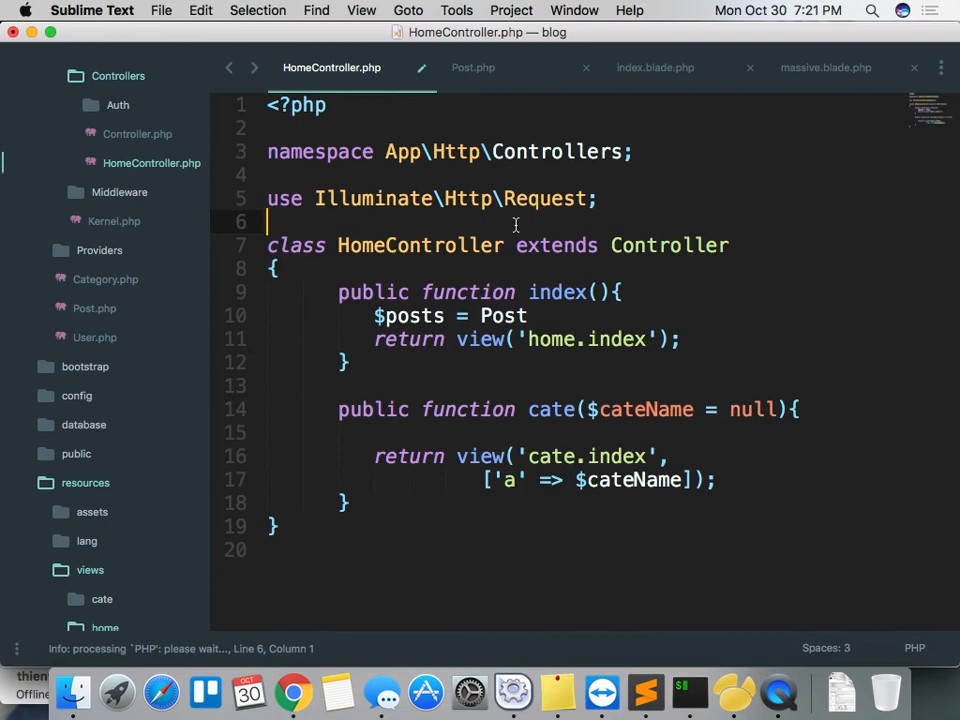 Sublime Text File Edit Selection Find View Goto Tools Project Window Help Mon Oct 30 7:21 PM
HomeController.php — blog
HomeController.php Post.php index.blade.php massive.blade.php
Controllers
Auth
Controller.php
HomeController.php
Middleware
Kernel.php
Providers
Category.php
Post.php
User.php
bootstrap
config
database
public
resources
assets
lang
views
cate
home
1 <?php
2
3 namespace App\Http\Controllers;
4
5 use Illuminate\Http\Request;
6
7 class HomeController extends Controller
8 {
9 public function index(){
10 $posts = Post
11 return view('home.index');
12 }
13
14 public function cate($cateName = null){
15
16 return view('cate.index',
17 ['a' => $cateName]);
18 }
19 }
20
Info: processing `PHP': please wait..., Line 6, Column 1 Spaces: 3 PHP
Offline
OCT
30